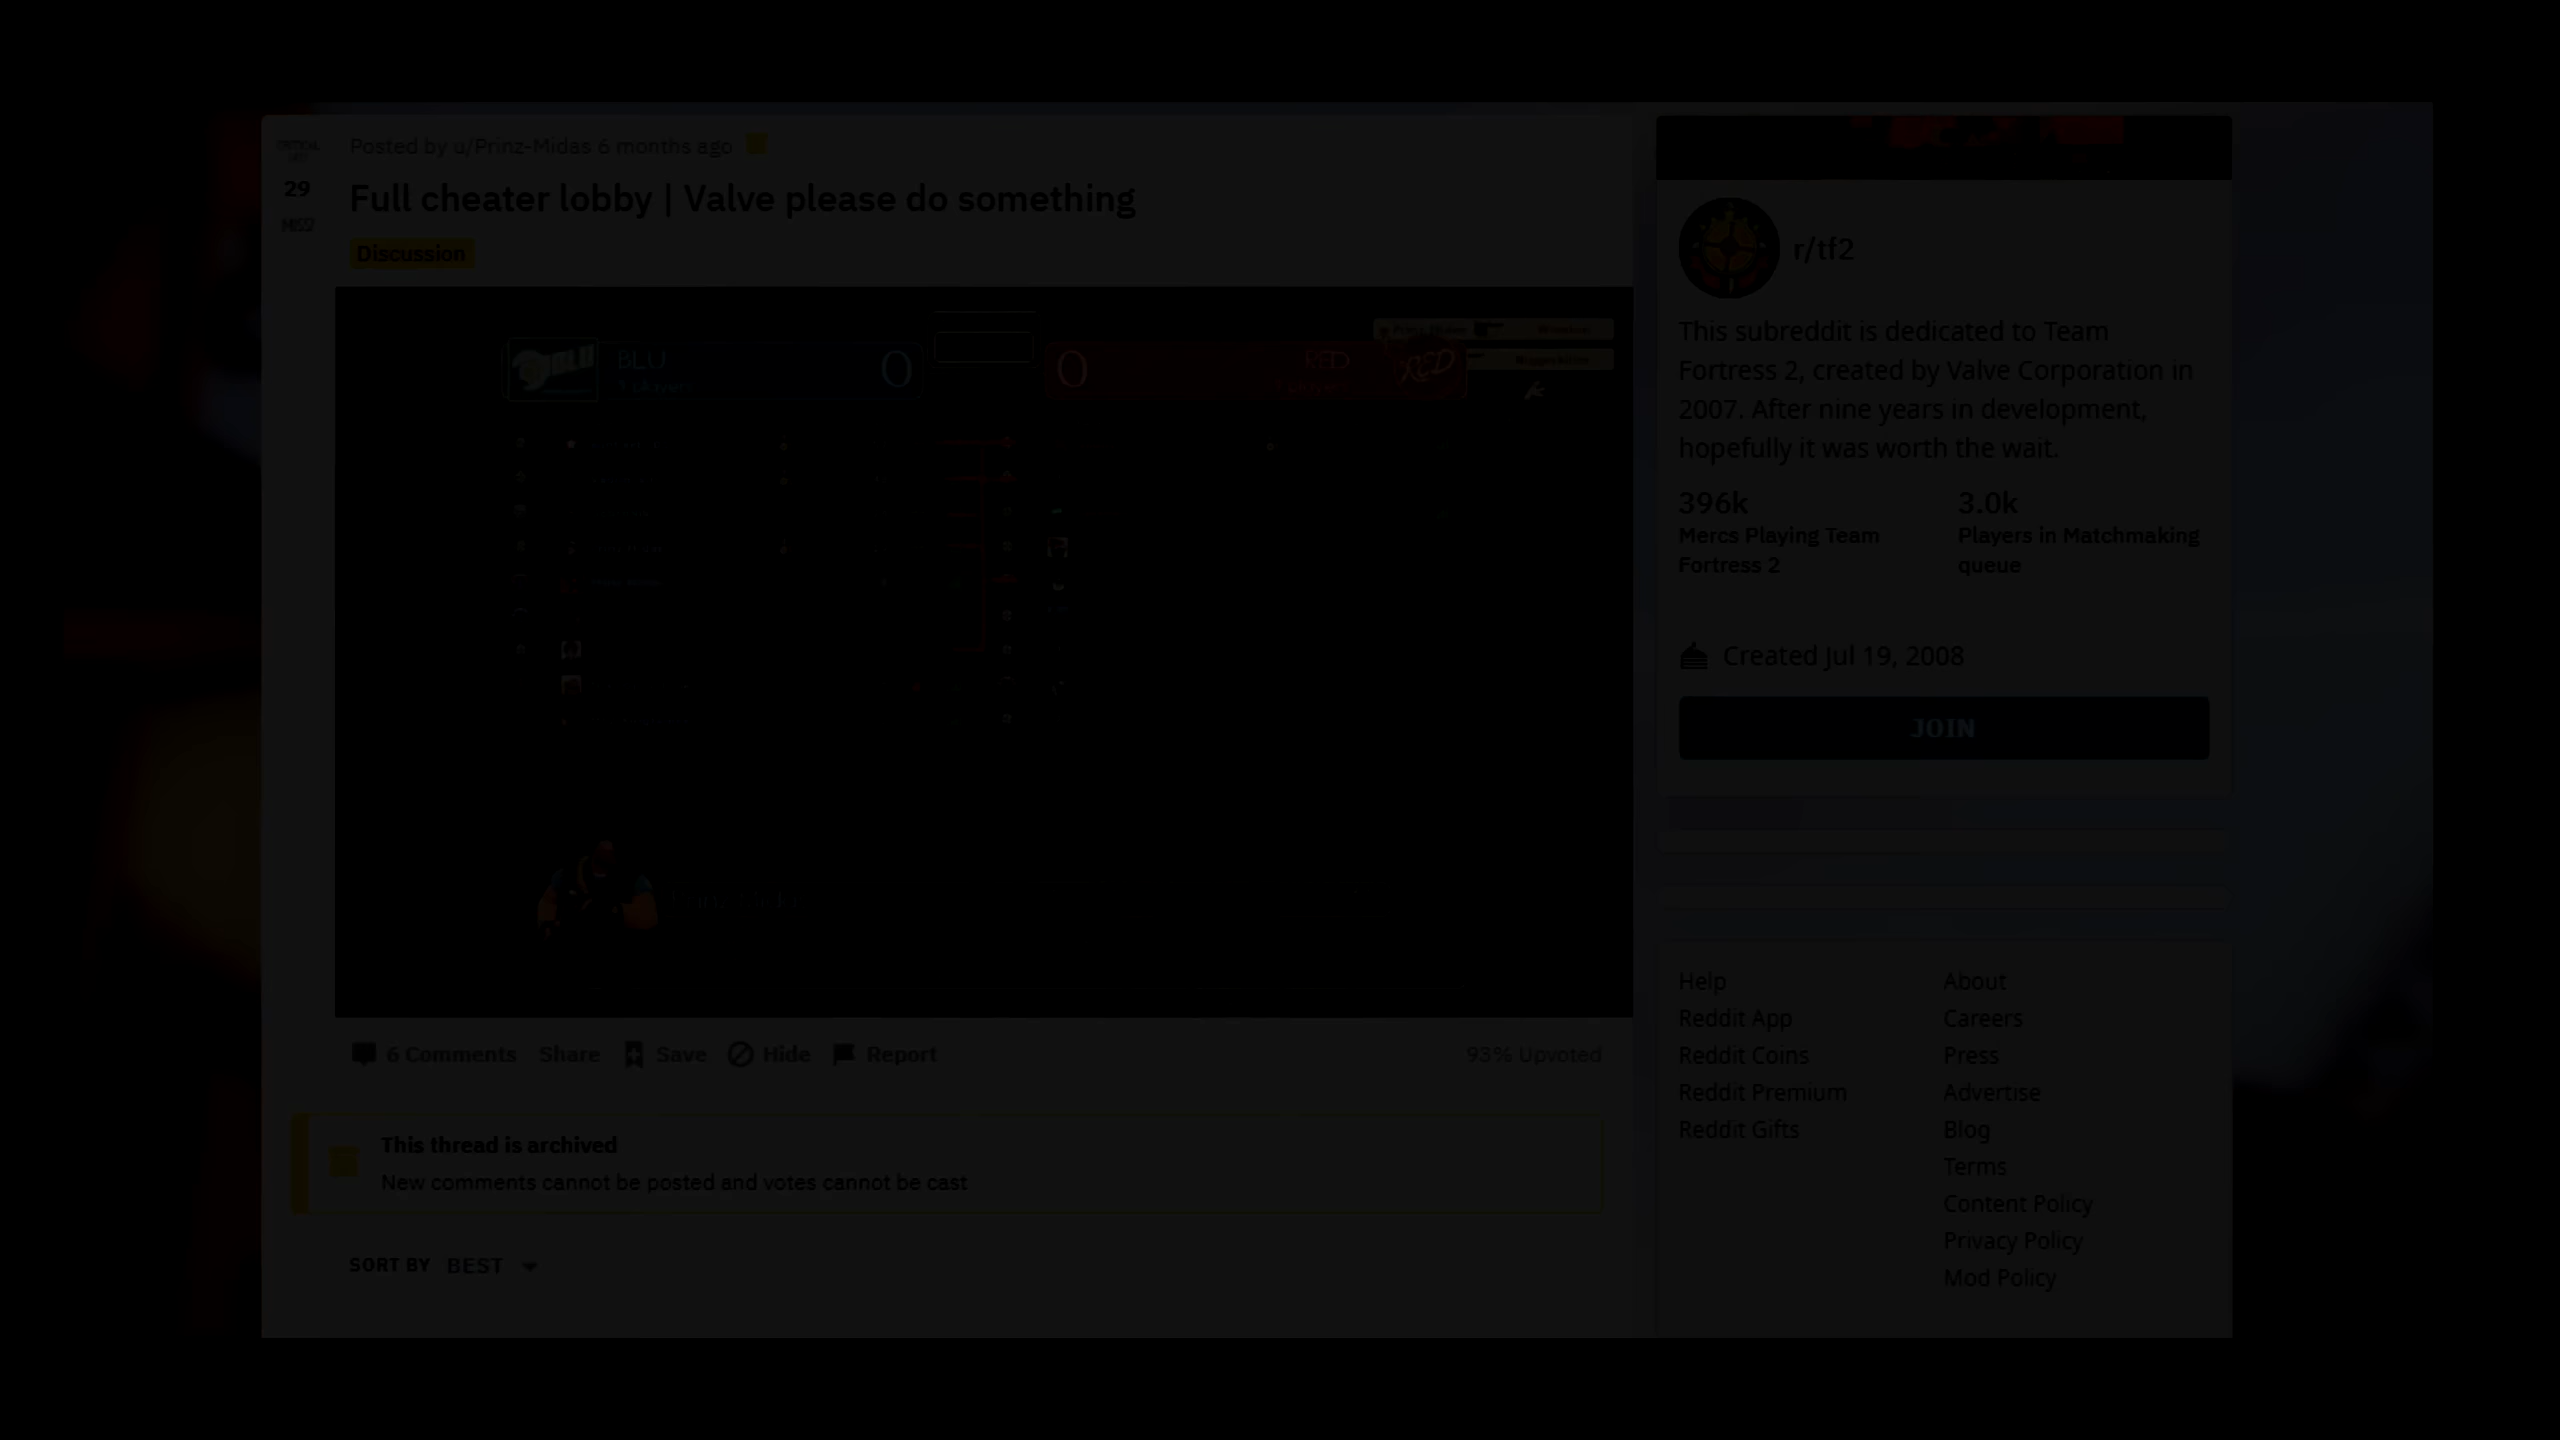 Posted by u/Prinz-Midas 6 months ago
CRITICAL
29
MISS!
Full cheater lobby | Valve please do something
Discussion
BLU
0
0
RED
RED
6 Comments Share Save Hide Report
93% Upvoted
This thread is archived
New comments cannot be posted and votes cannot be cast
SORT BY BEST
r/tf2
This subreddit is dedicated to Team
Fortress 2, created by Valve Corporation in
2007. After nine years in development,
hopefully it was worth the wait.
396k
Mercs Playing Team
Fortress 2
3.0k
Players in Matchmaking
queue
Created Jul 19, 2008
JOIN
Help
Reddit App
Reddit Coins
Reddit Premium
Reddit Gifts
About
Careers
Press
Advertise
Blog
Terms
Content Policy
Privacy Policy
Mod Policy